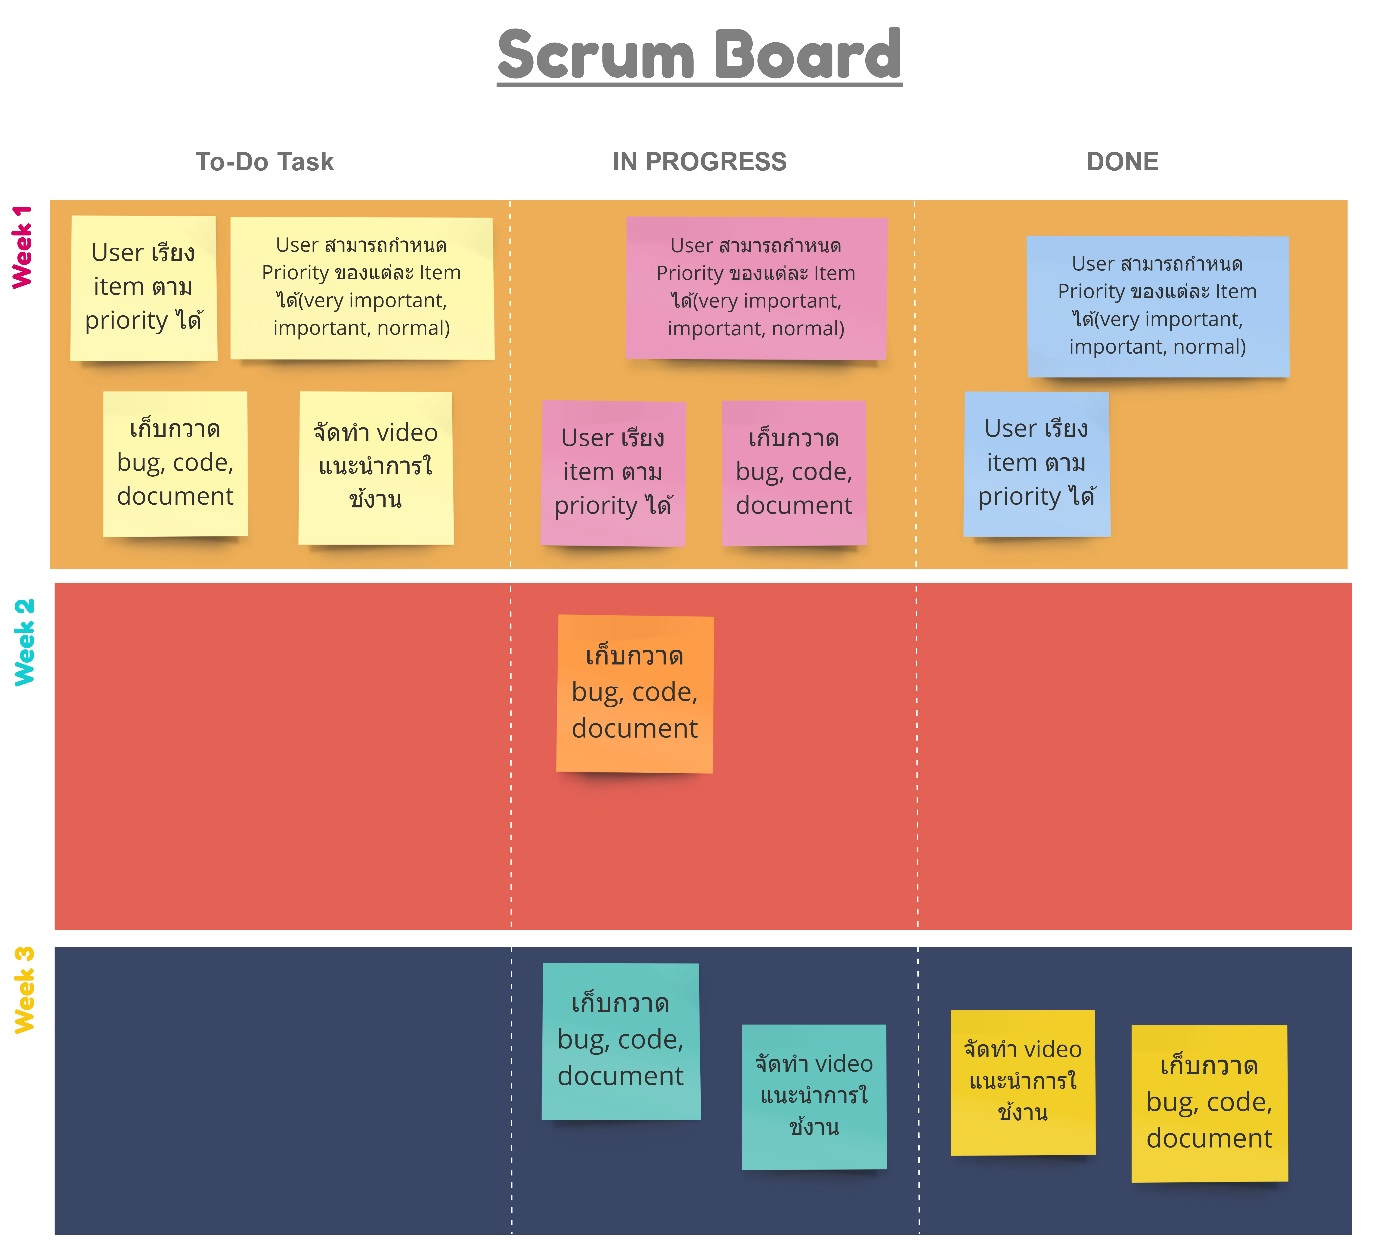 Scrum Board
To-Do Task
IN PROGRESS
DONE
Week 1
User เรียง
item ตาม
priority ได้
User สามารถกำหนด
Priority ของแต่ละ Item
ได้(very important,
important, normal)
เก็บกวาด
bug, code,
document
จัดทำ video
แนะนำการใ
ช้งาน
User สามารถกำหนด
Priority ของแต่ละ Item
ได้(very important,
important, normal)
User เรียง
item ตาม
priority ได้
เก็บกวาด
bug, code,
document
User สามารถกำหนด
Priority ของแต่ละ Item
ได้(very important,
important, normal)
User เรียง
item ตาม
priority ได้
Week 2
เก็บกวาด
bug, code,
document
Week 3
เก็บกวาด
bug, code,
document
จัดทำ video
แนะนำการใ
ช้งาน
จัดทำ video
แนะนำการใ
ช้งาน
เก็บกวาด
bug, code,
document